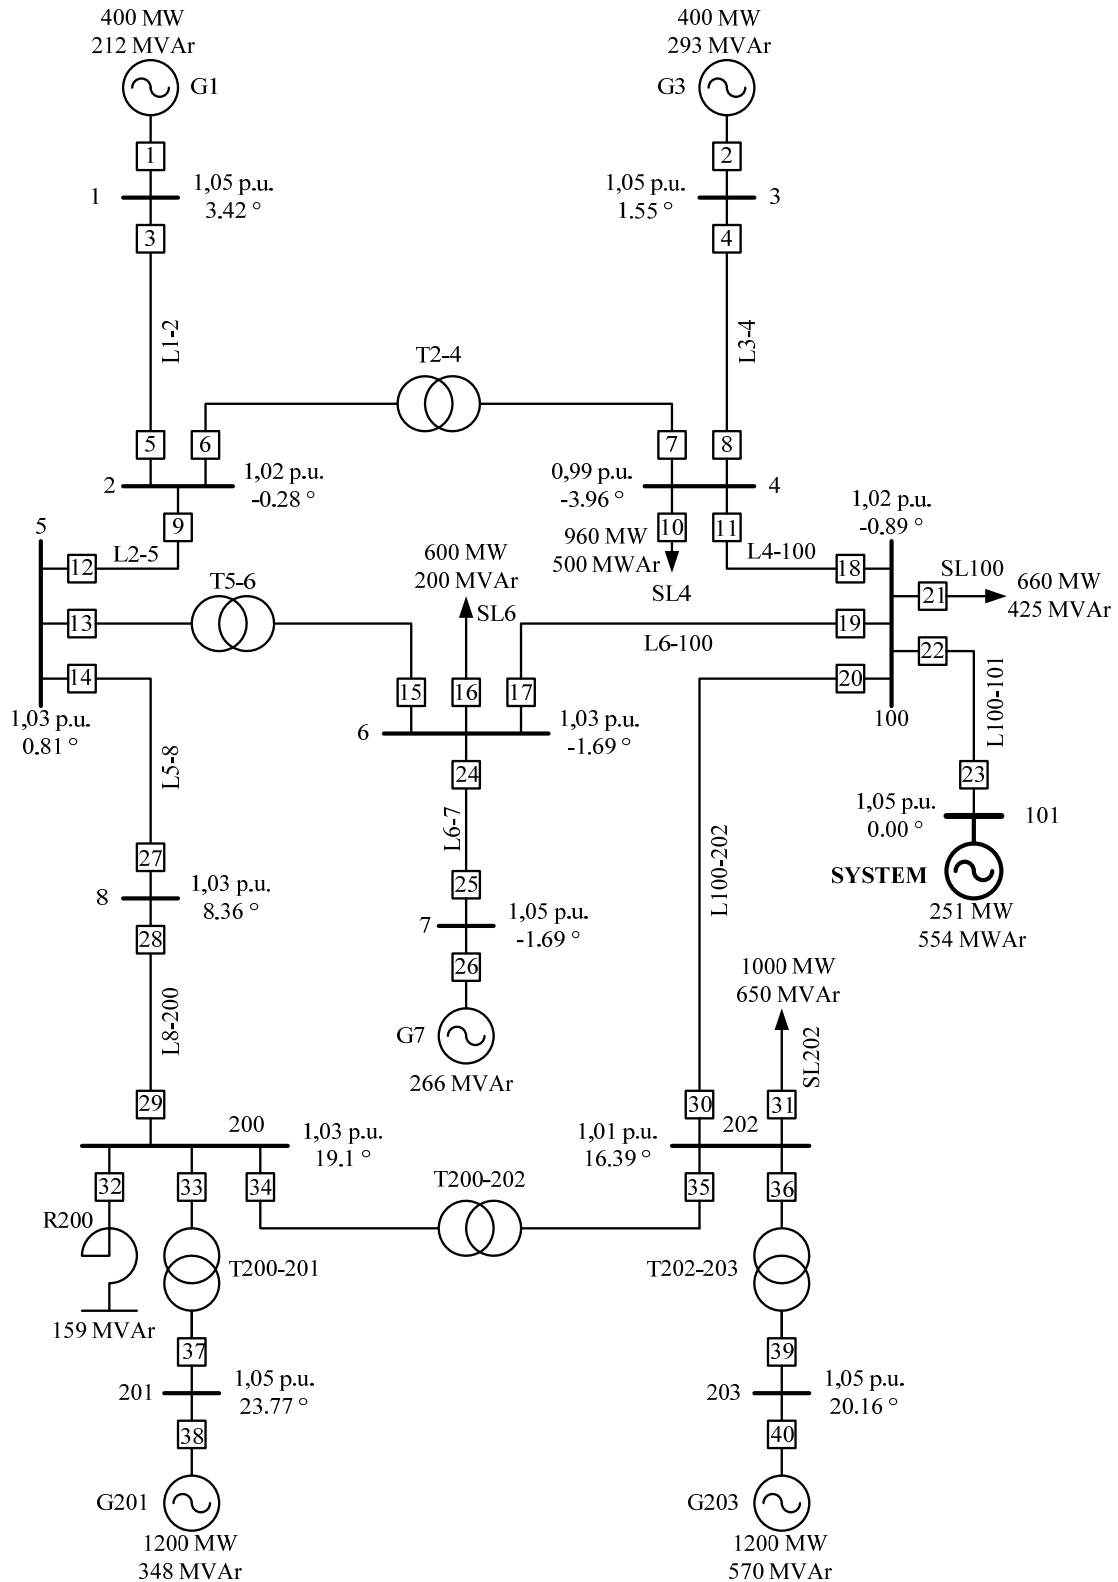 400 MW
212 MVAr
G1
400 MW
293 MVAr
G3
1
2
1
1,05 p.u.
3.42 °
1,05 p.u.
1.55 °
3
3
4
L1-2
L3-4
T2-4
5
6
7
8
2
1,02 p.u.
-0.28 °
0,99 p.u.
-3.96 °
4
9
10
11
960 MW
500 MWAr
SL4
1,02 p.u.
-0.89 °
5
12
L2-5
T5-6
13
14
1,03 p.u.
0.81 °
600 MW
200 MVAr
SL6
L4-100
18
SL100
21
660 MW
425 MVAr
19
L6-100
22
20
100
L100-101
15
16
17
6
1,03 p.u.
-1.69 °
L5-8
24
23
L6-7
1,05 p.u.
0.00 °
101
SYSTEM
251 MW
554 MWAr
27
8
1,03 p.u.
8.36 °
28
25
7
1,05 p.u.
-1.69 °
26
G7
266 MVAr
L100-202
1000 MW
650 MVAr
SL202
L8-200
29
30
31
200
1,03 p.u.
19.1 °
1,01 p.u.
16.39 °
202
32
33
34
T200-202
35
36
R200
T200-201
T202-203
159 MVAr
37
39
201
1,05 p.u.
23.77 °
203
1,05 p.u.
20.16 °
38
40
G201
1200 MW
348 MVAr
G203
1200 MW
570 MVAr